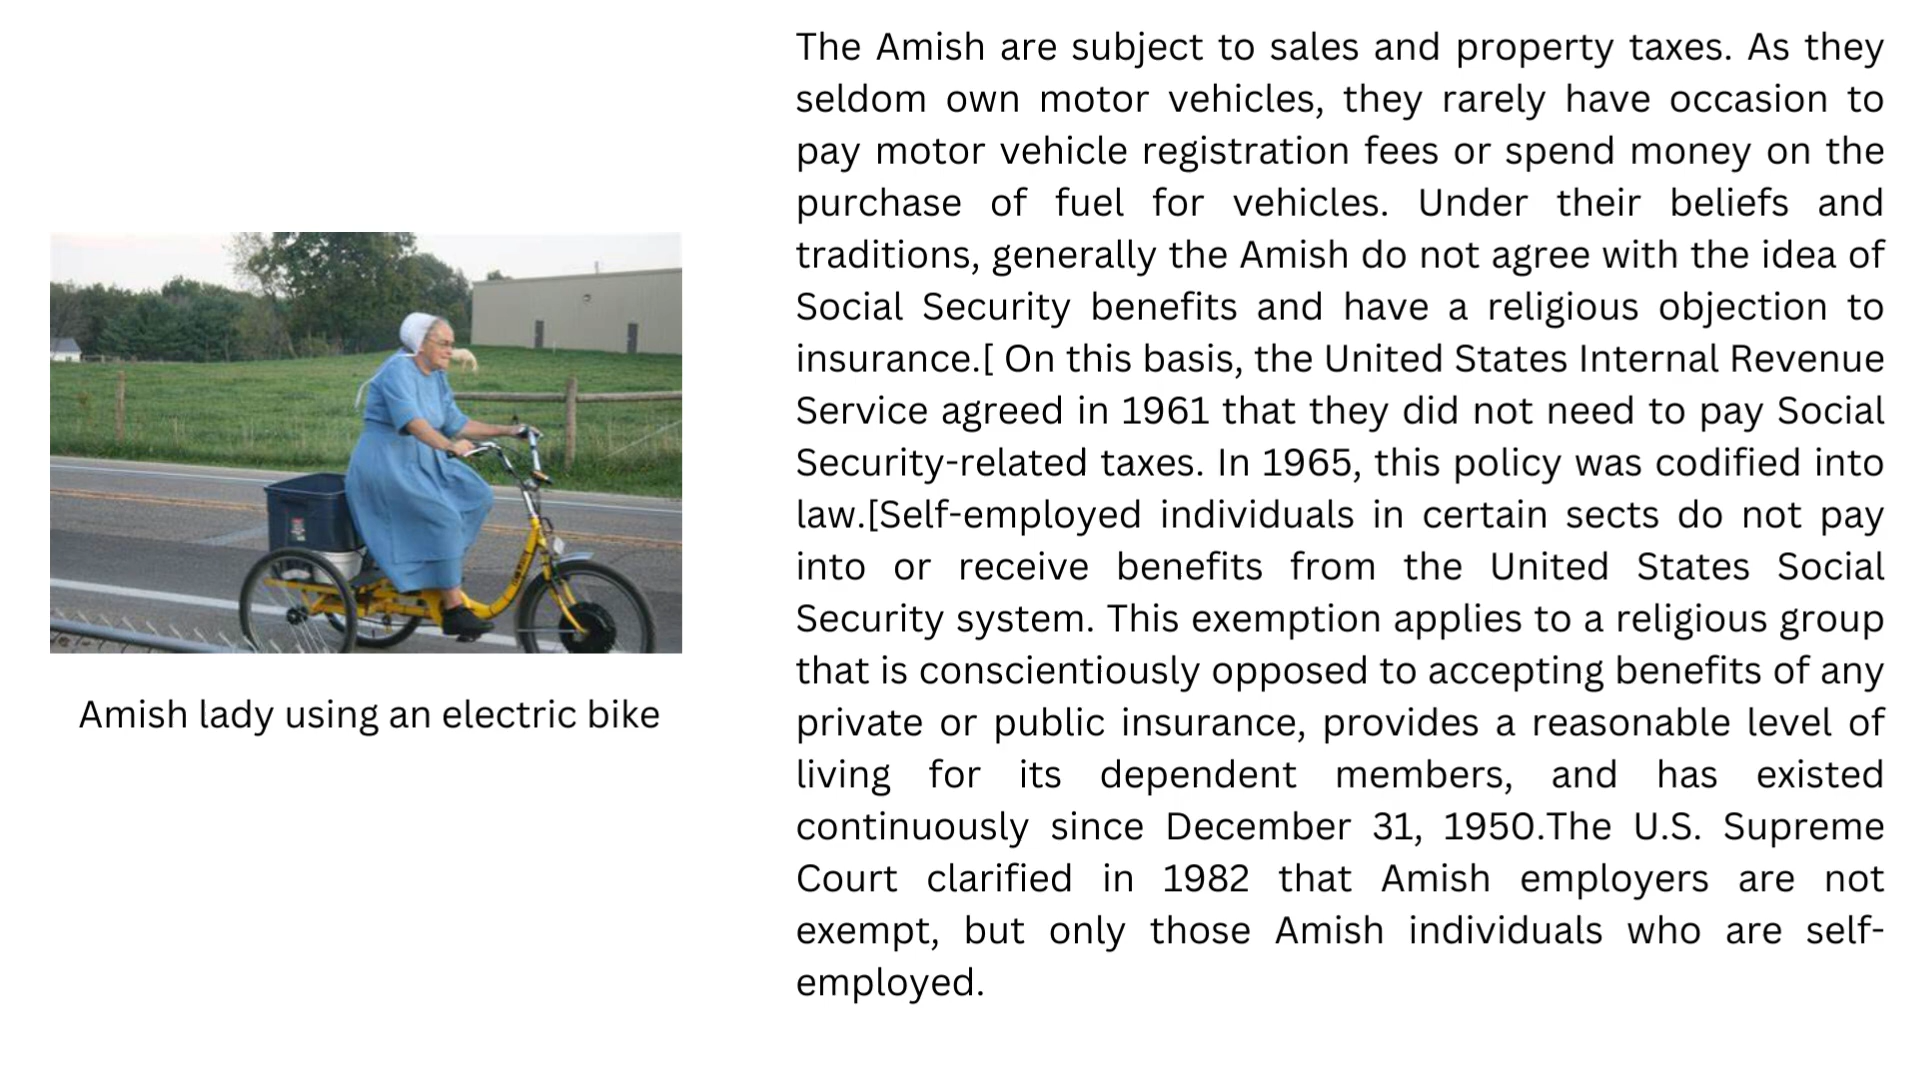 The Amish are subject to sales and property taxes. As they
seldom own motor vehicles, they rarely have occasion to
pay motor vehicle registration fees or spend money on the
purchase of fuel for vehicles. Under their beliefs and
traditions, generally the Amish do not agree with the idea of
Social Security benefits and have a religious objection to
insurance.[ On this basis, the United States Internal Revenue
Service agreed in 1961 that they did not need to pay Social
Security-related taxes. In 1965, this policy was codified into
law.[Self-employed individuals in certain sects do not pay
into or receive benefits from the United States Social
Security system. This exemption applies to a religious group
that is conscientiously opposed to accepting benefits of any
private or public insurance, provides a reasonable level of
living for its dependent members, and has existed
continuously since December 31, 1950.The U.S. Supreme
Court clarified in 1982 that Amish employers are not
exempt, but only those Amish individuals who are self-
employed.
Amish lady using an electric bike